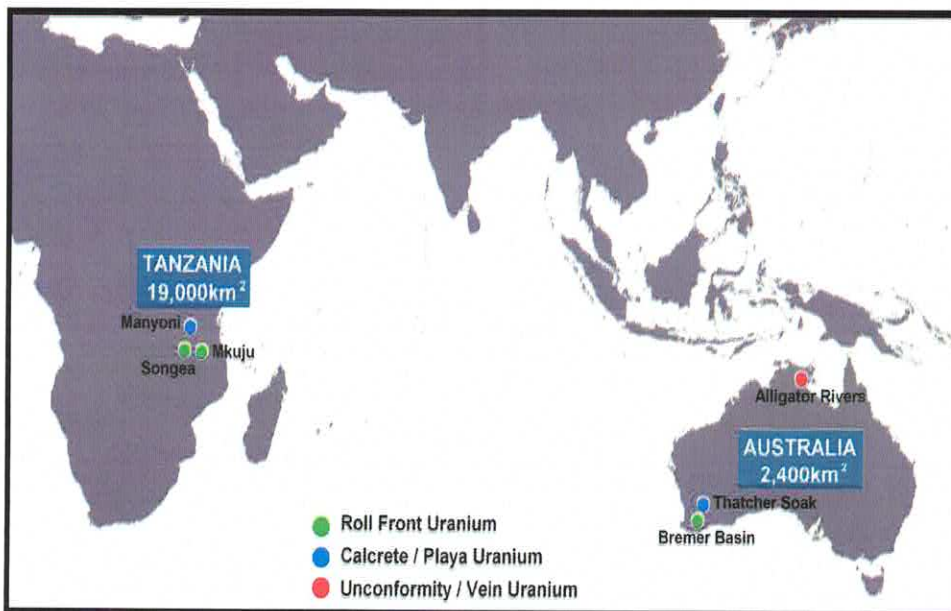 TANZANIA
19,000km²
Manyoni
Mkuju
Songea
Alligator Rivers
AUSTRALIA
2,400km²
Thatcher Soak
Bremer Basin
Roll Front Uranium
Calcrete / Playa Uranium
Unconformity / Vein Uranium